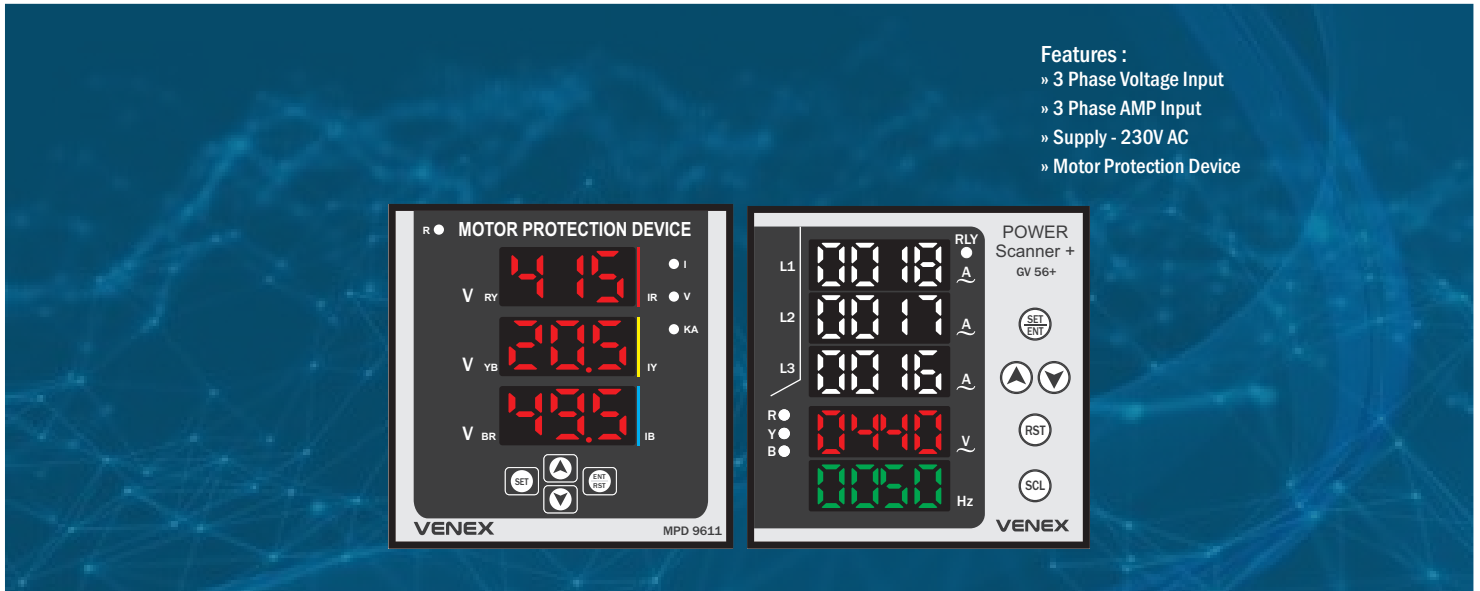 Features :
» 3 Phase Voltage Input
» 3 Phase AMP Input
» Supply - 230V AC
» Motor Protection Device
R MOTOR PROTECTION DEVICE
V RY 415 IR I
V
V YB 20.5 IY KA
V BR 49.5 IB
SET
ENT
RST
VENEX MPD 9611
L1 0018 A RLY
L2 0017 A
L3 0016 A
R
Y 0440 V
B
0050 Hz
POWER
Scanner +
GV 56+
SET
ENT
RST
SCL
VENEX